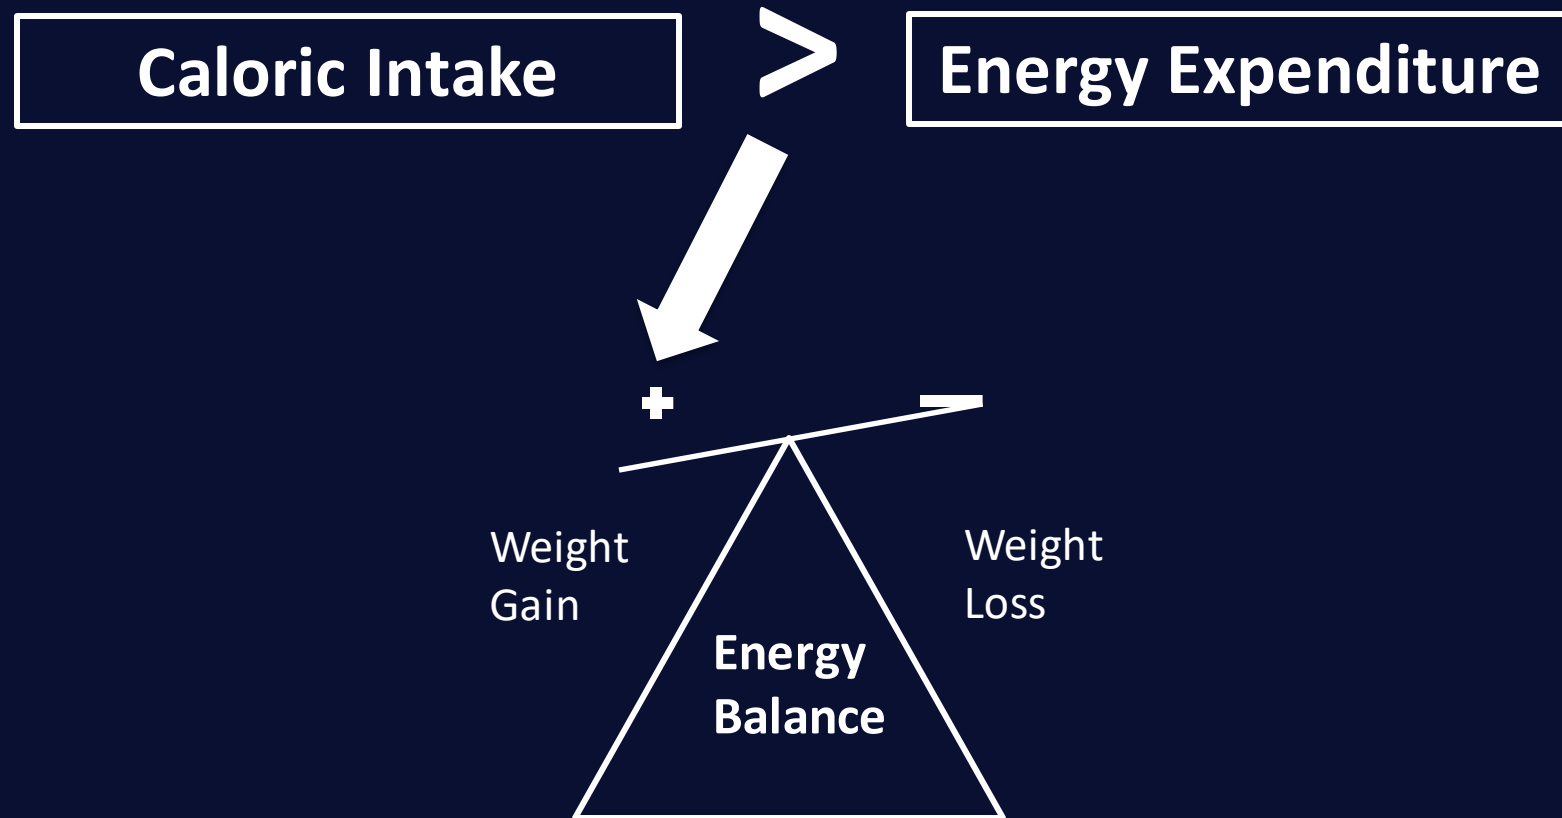 Caloric Intake > Energy Expenditure
+ −
Weight
Gain
Weight
Loss
Energy
Balance